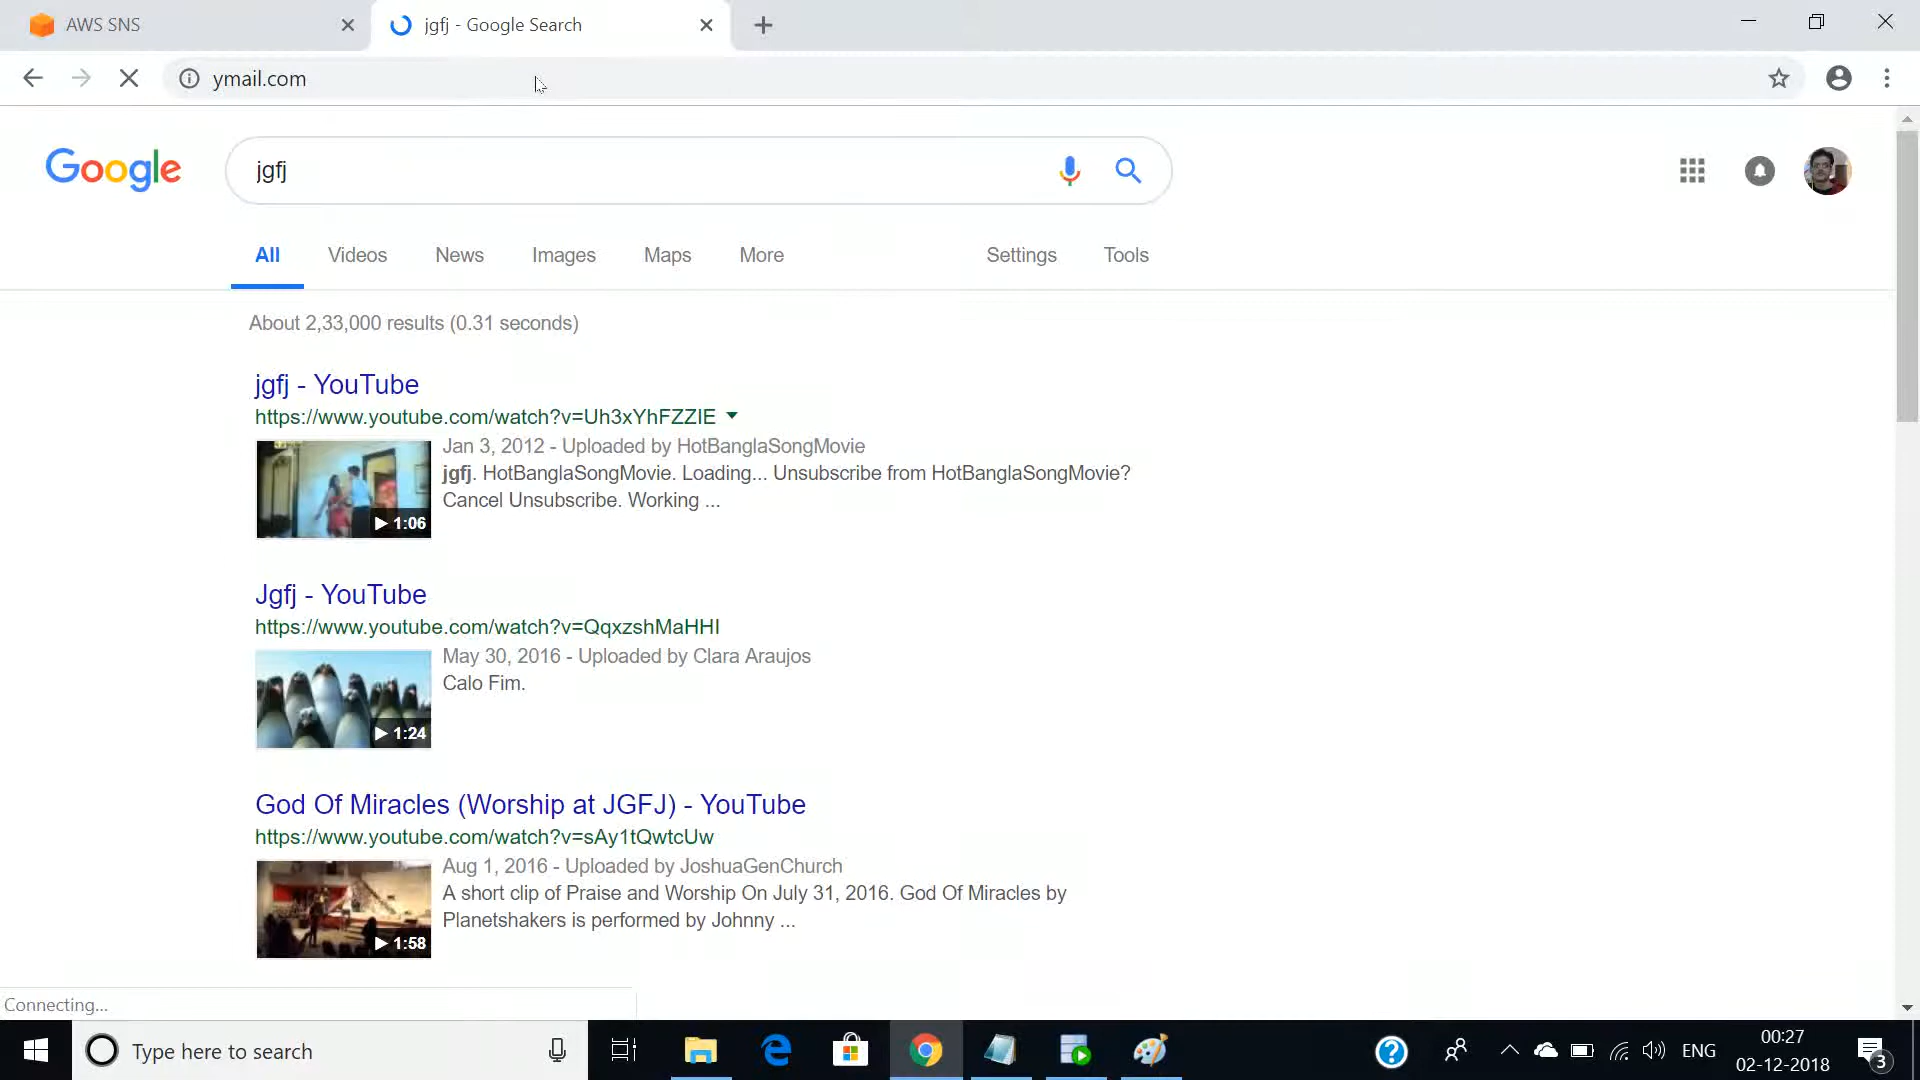 AWS SNS
jgfj - Google Search
ymail.com
Google
jgfj
All Videos News Images Maps More Settings Tools
About 2,33,000 results (0.31 seconds)
jgfj - YouTube
https://www.youtube.com/watch?v=Uh3xYhFZZIE
Jan 3, 2012 - Uploaded by HotBanglaSongMovie
jgfj. HotBanglaSongMovie. Loading... Unsubscribe from HotBanglaSongMovie?
Cancel Unsubscribe. Working ...
1:06
Jgfj - YouTube
https://www.youtube.com/watch?v=QqxzshMaHHI
May 30, 2016 - Uploaded by Clara Araujos
Calo Fim.
1:24
God Of Miracles (Worship at JGFJ) - YouTube
https://www.youtube.com/watch?v=sAy1tQwtcUw
Aug 1, 2016 - Uploaded by JoshuaGenChurch
A short clip of Praise and Worship On July 31, 2016. God Of Miracles by
Planetshakers is performed by Johnny ...
1:58
Connecting...
Type here to search
ENG
00:27
02-12-2018
3